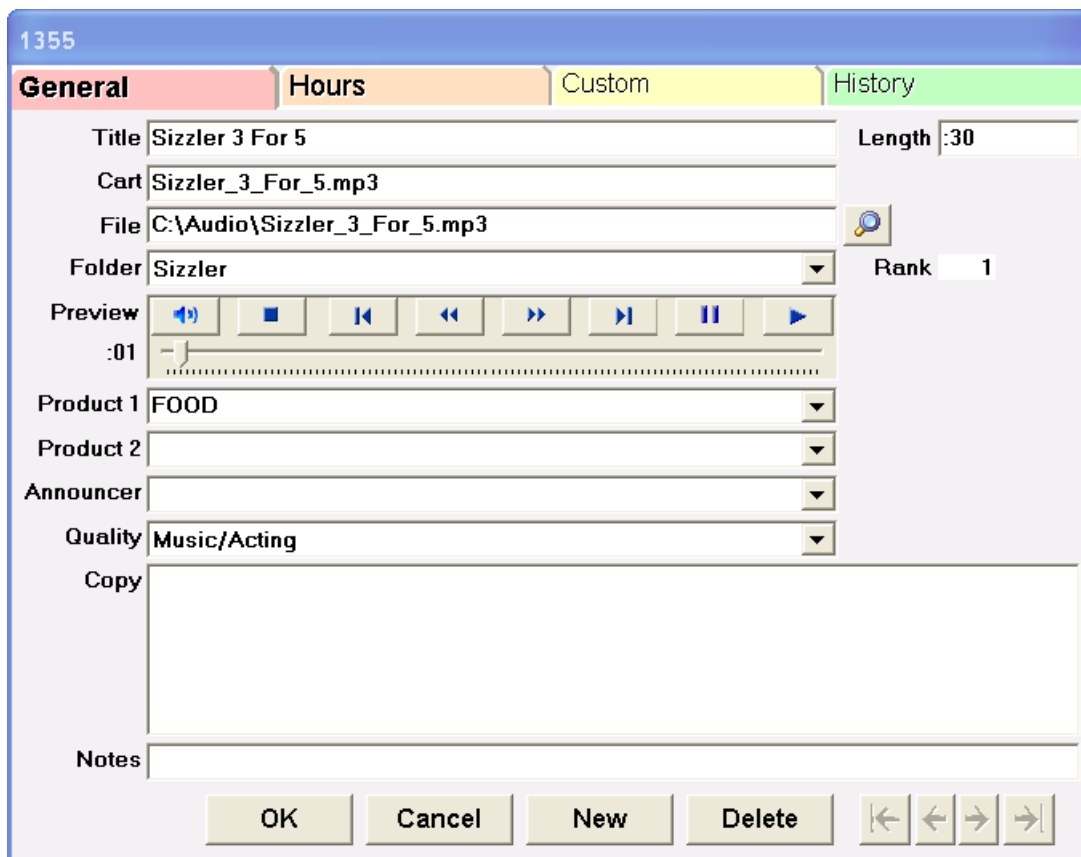 1355
General Hours Custom History
Title Sizzler 3 For 5 Length :30
Cart Sizzler_3_For_5.mp3
File C:\Audio\Sizzler_3_For_5.mp3
Folder Sizzler Rank 1
Preview
:01
Product 1 FOOD
Product 2
Announcer
Quality Music/Acting
Copy
Notes
OK Cancel New Delete